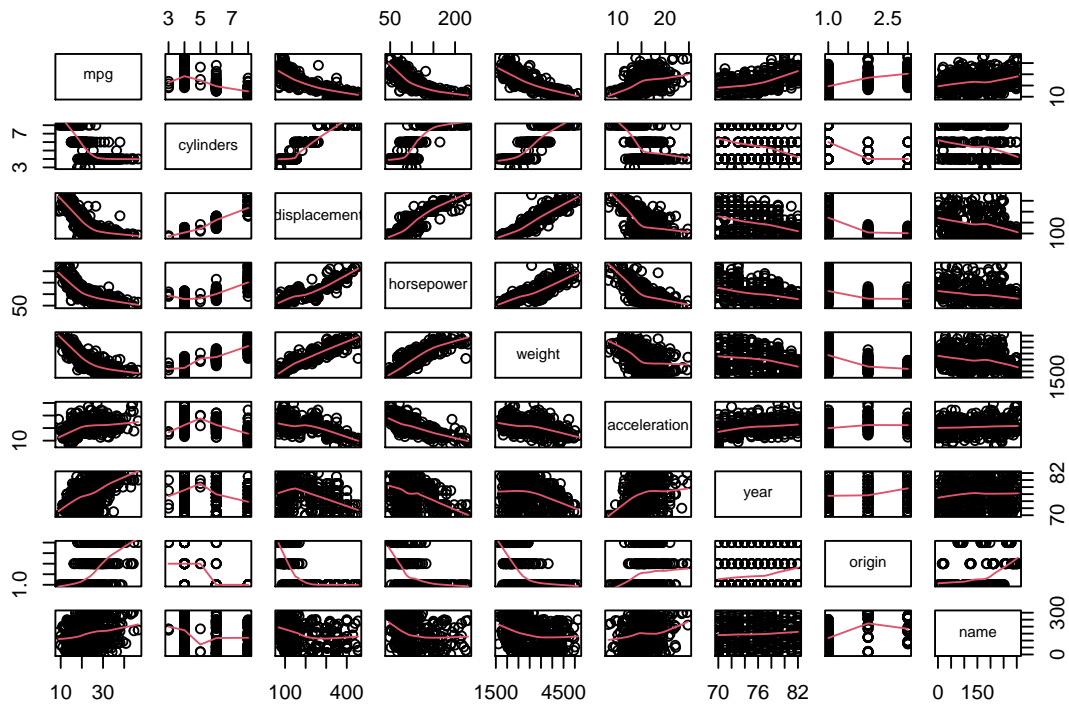 3 5 7 50 200 10 20 1.0 2.5
mpg 10
3 7 cylinders
displacement 100
50 horsepower
weight 1500
10 acceleration
year 70 82
1.0 origin
name 0 300
10 30 100 400 1500 4500 70 76 82 0 150